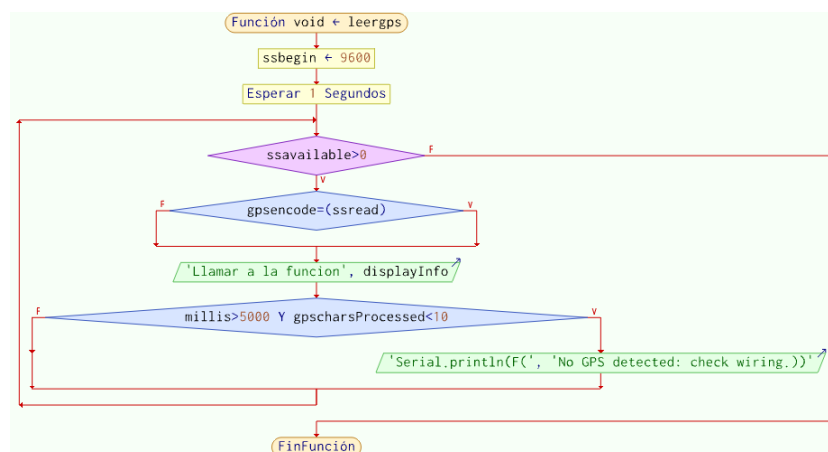 Función void ← leergps
ssbegin ← 9600
Esperar 1 Segundos
ssavailable>0
F
V
gpsencode=(ssread)
F
V
'Llamar a la funcion', displayInfo
millis>5000 Y gpscharsProcessed<10
F
V
'Serial.println(F(', 'No GPS detected: check wiring.))'
FinFunción